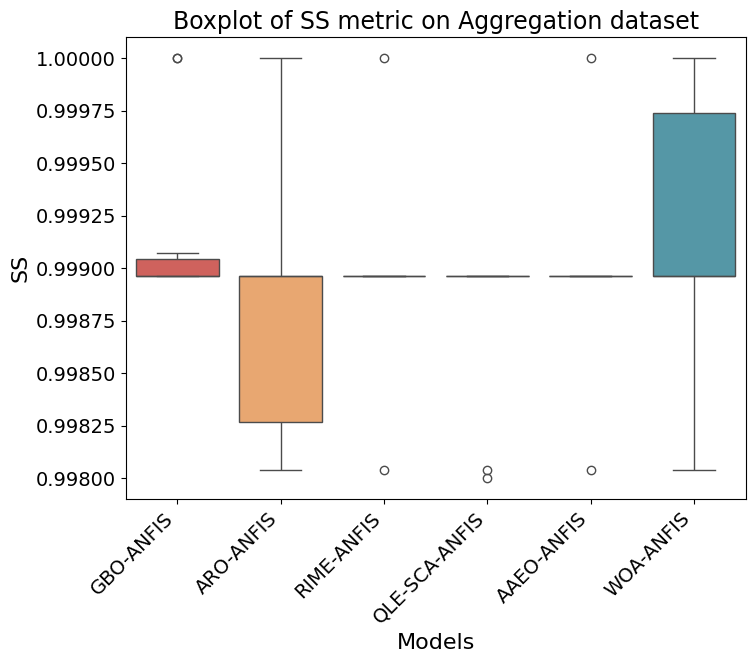 Boxplot of SS metric on Aggregation dataset
1.00000
0.99975
0.99950
0.99925
0.99900
0.99875
0.99850
0.99825
0.99800
SS
GBO-ANFIS
ARO-ANFIS
RIME-ANFIS
QLE-SCA-ANFIS
AAEO-ANFIS
WOA-ANFIS
Models